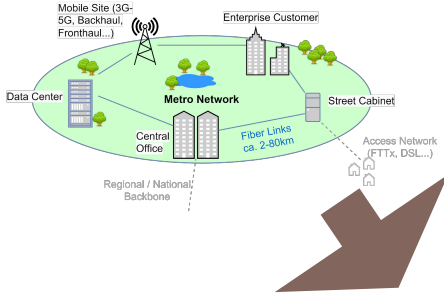 Mobile Site (3G-
5G, Backhaul,
Fronthaul...)
Enterprise Customer
Data Center
Metro Network
Street Cabinet
Central
Office
Fiber Links
ca. 2-80km
Access Network
(FTTx, DSL...)
Regional / National
Backbone